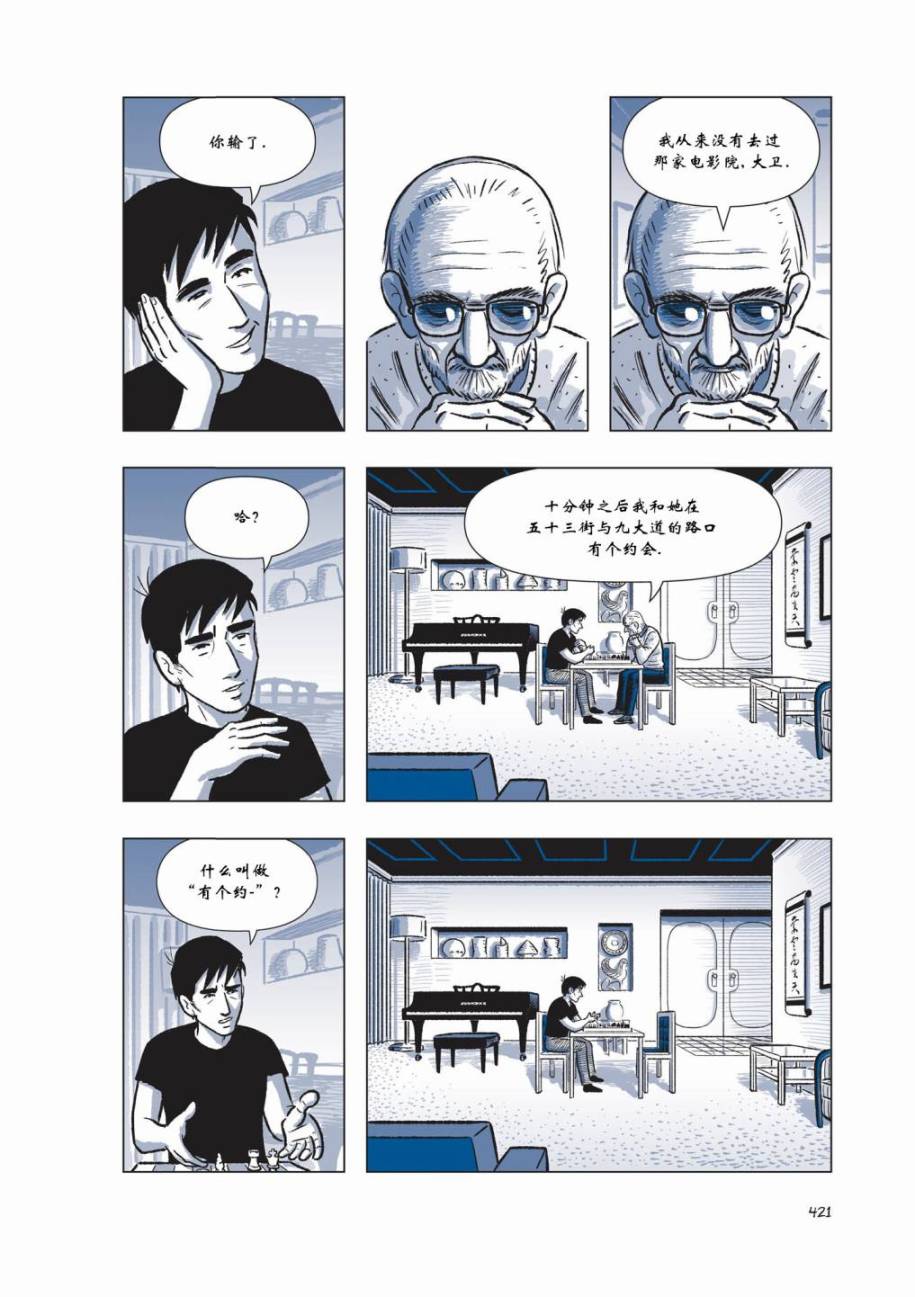 你输了.
我从来没有去过
那家电影院,大卫.
哈?
十分钟之后我和她在
五十三街与九大道的路口
有个约会.
什么叫做
“有个约-”?
421